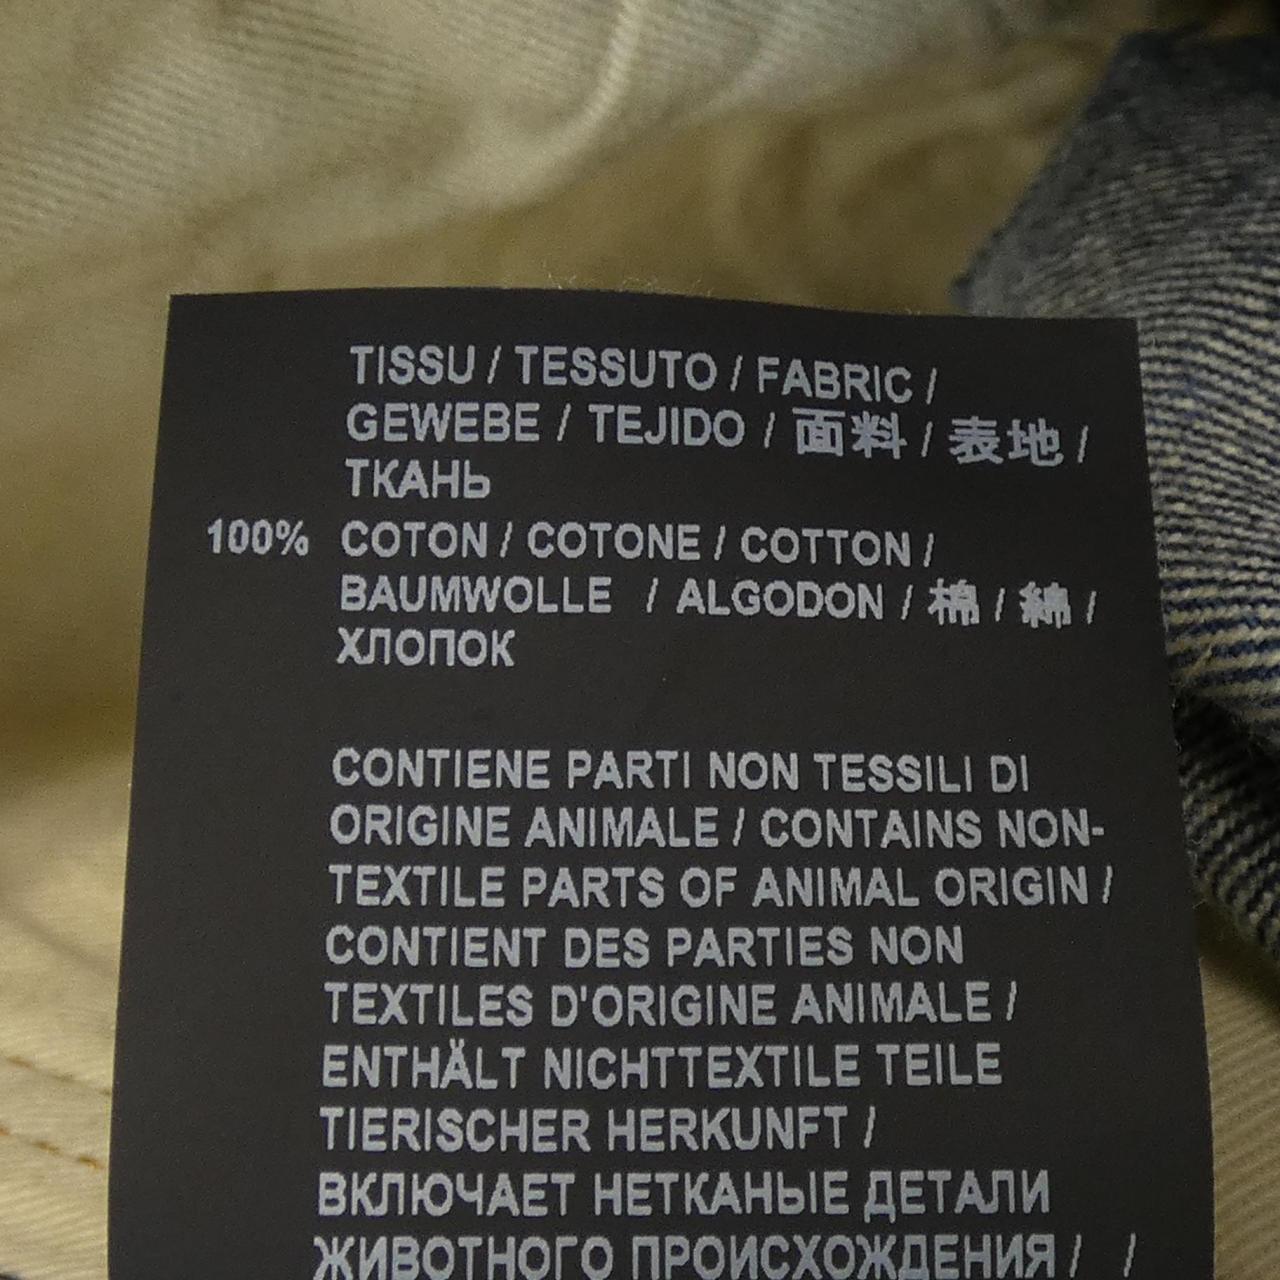 TISSU / TESSUTO / FABRIC /
GEWEBE / TEJIDO / 面料 / 表地 /
ТКАНЬ
100% COTON / COTONE / COTTON /
BAUMWOLLE / ALGODON / 棉 / 綿 /
ХЛОПОК
CONTIENE PARTI NON TESSILI DI
ORIGINE ANIMALE / CONTAINS NON-
TEXTILE PARTS OF ANIMAL ORIGIN /
CONTIENT DES PARTIES NON
TEXTILES D'ORIGINE ANIMALE /
ENTHÄLT NICHTTEXTILE TEILE
TIERISCHER HERKUNFT /
ВКЛЮЧАЕТ НЕТКАНЫЕ ДЕТАЛИ
ЖИВОТНОГО ПРОИСХОЖДЕНИЯ / /